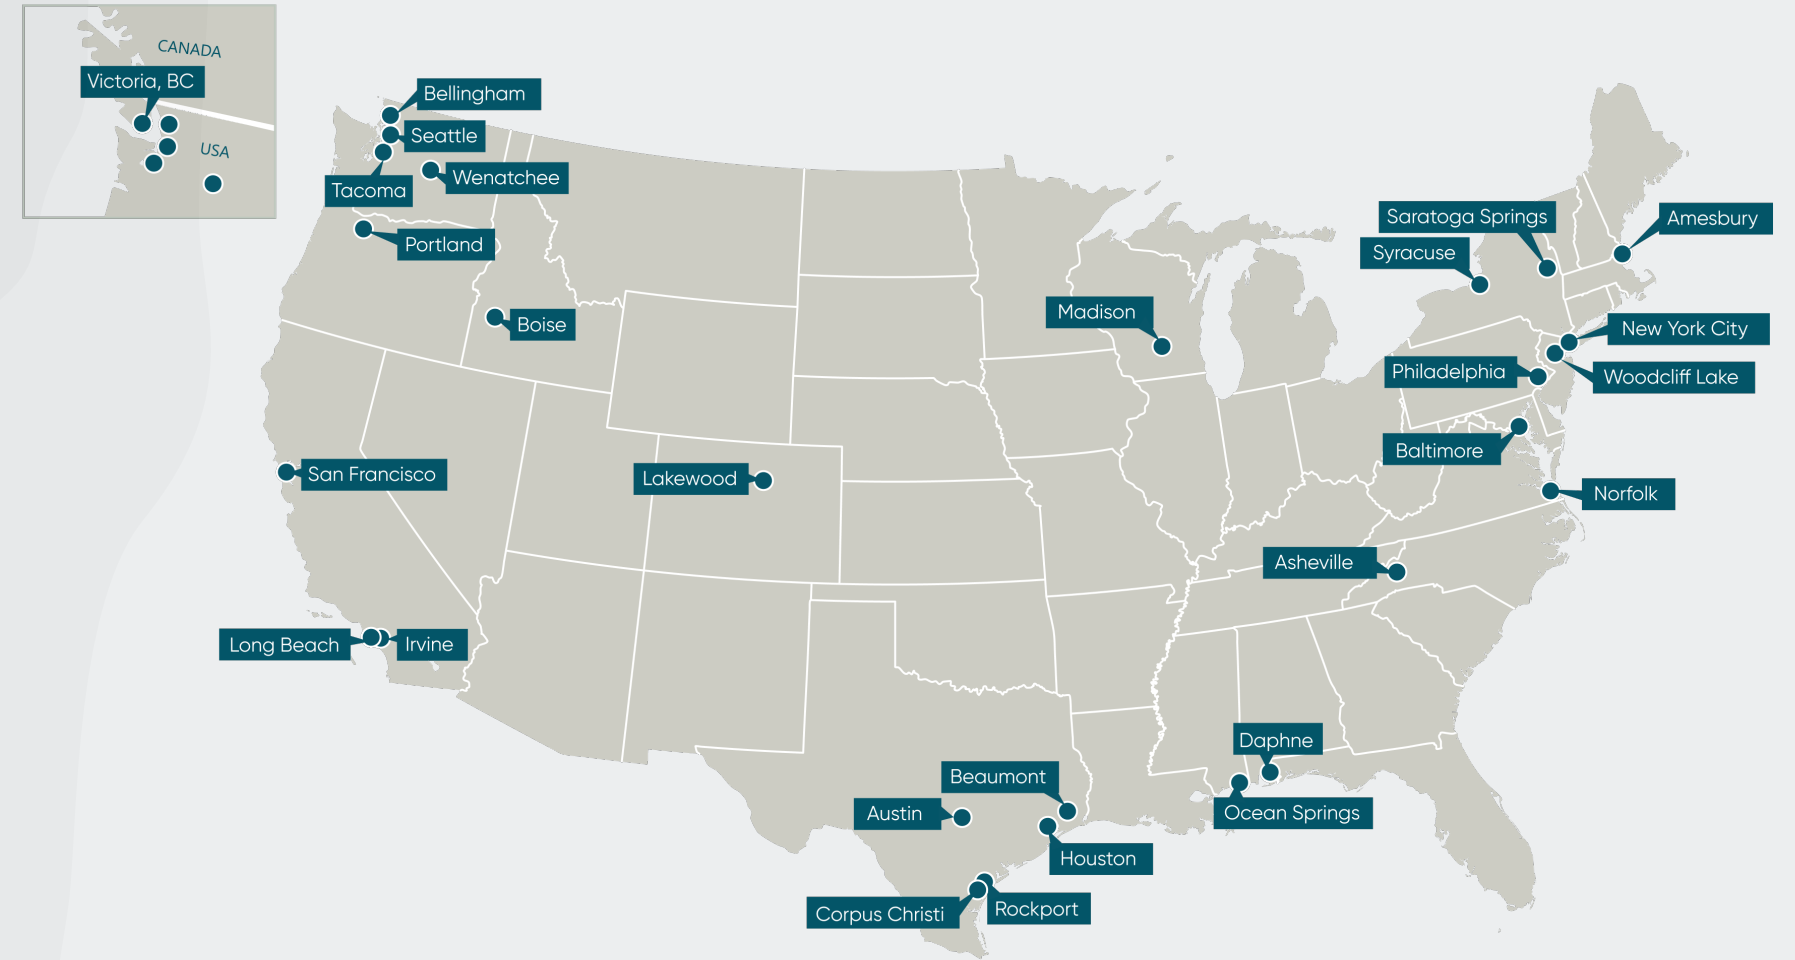 CANADA
Victoria, BC
USA
Bellingham
Seattle
Tacoma
Wenatchee
Portland
Boise
San Francisco
Lakewood
Long Beach
Irvine
Madison
Saratoga Springs
Amesbury
Syracuse
New York City
Philadelphia
Woodcliff Lake
Baltimore
Norfolk
Asheville
Daphne
Ocean Springs
Beaumont
Austin
Houston
Corpus Christi
Rockport